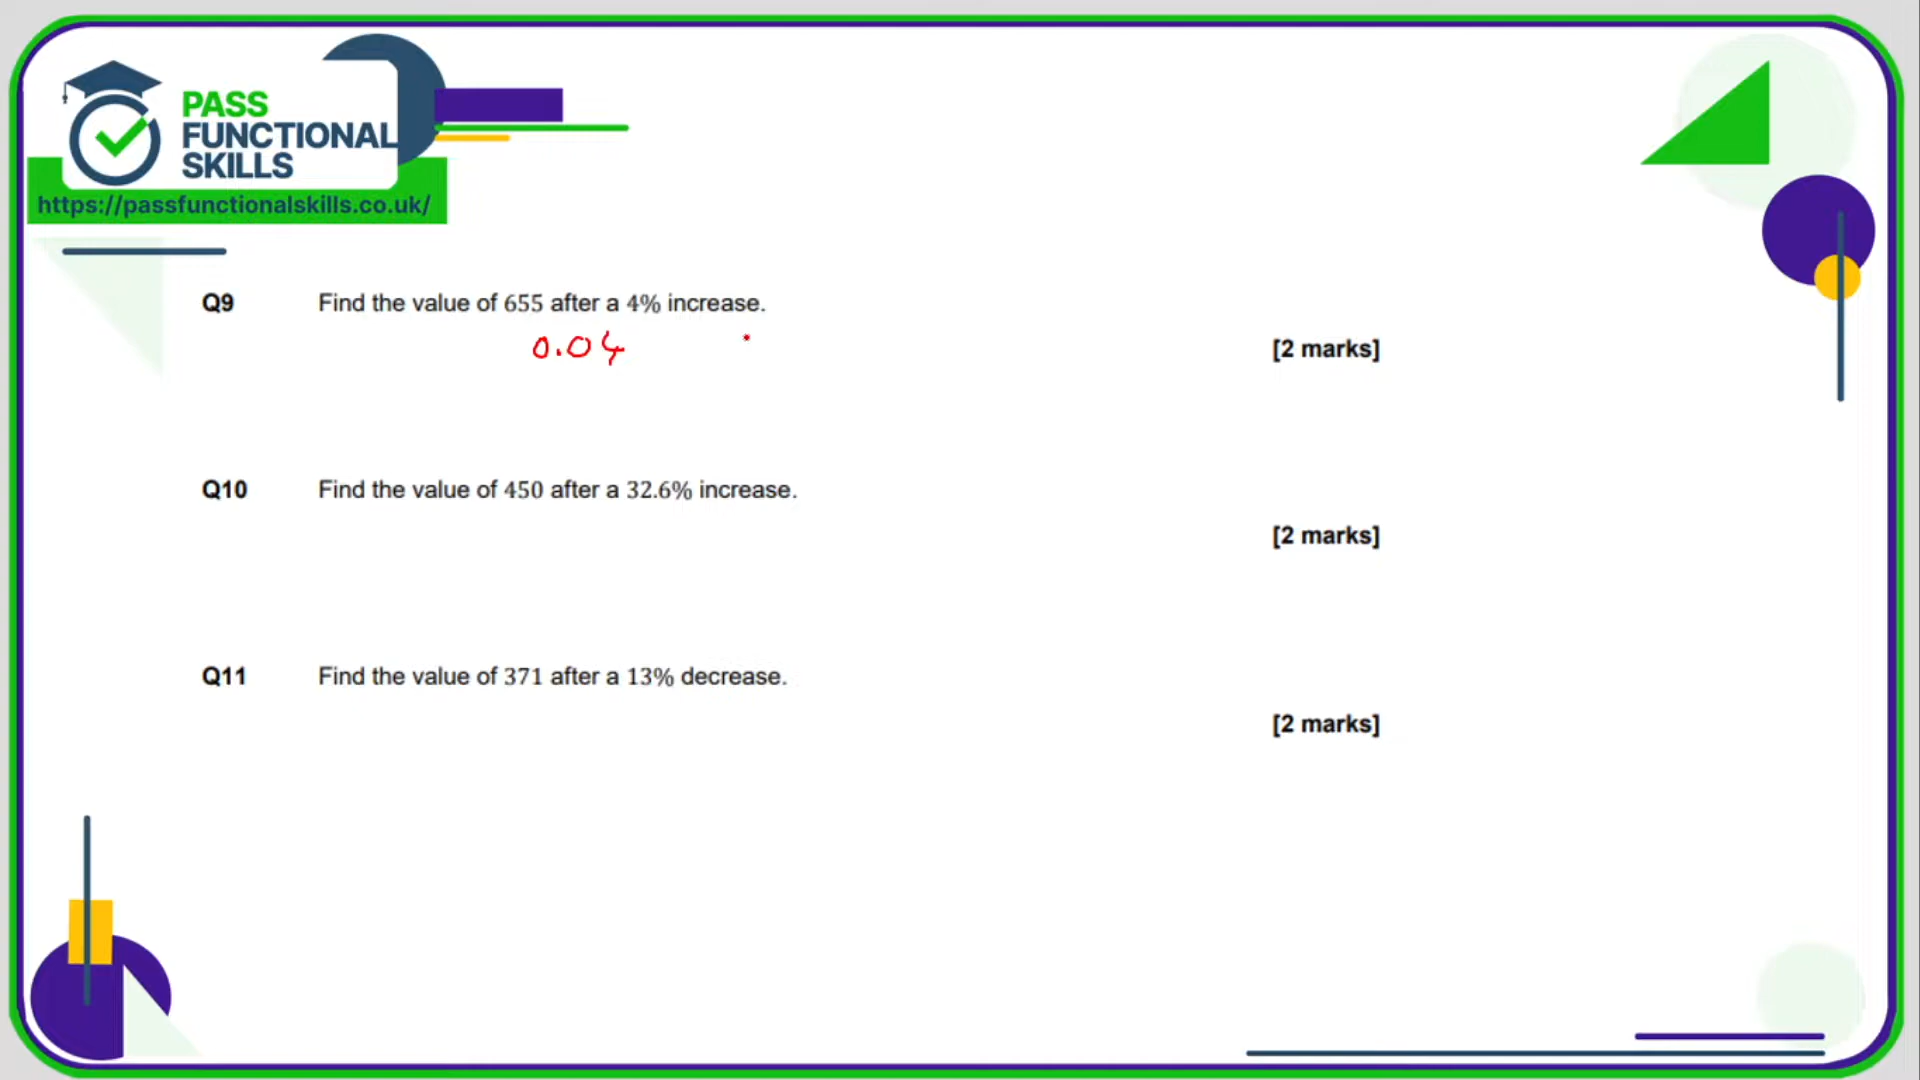 PASS
FUNCTIONAL
SKILLS
https://passfunctionalskills.co.uk/
Q9 Find the value of 655 after a 4% increase.
0.04
[2 marks]
Q10 Find the value of 450 after a 32.6% increase.
[2 marks]
Q11 Find the value of 371 after a 13% decrease.
[2 marks]